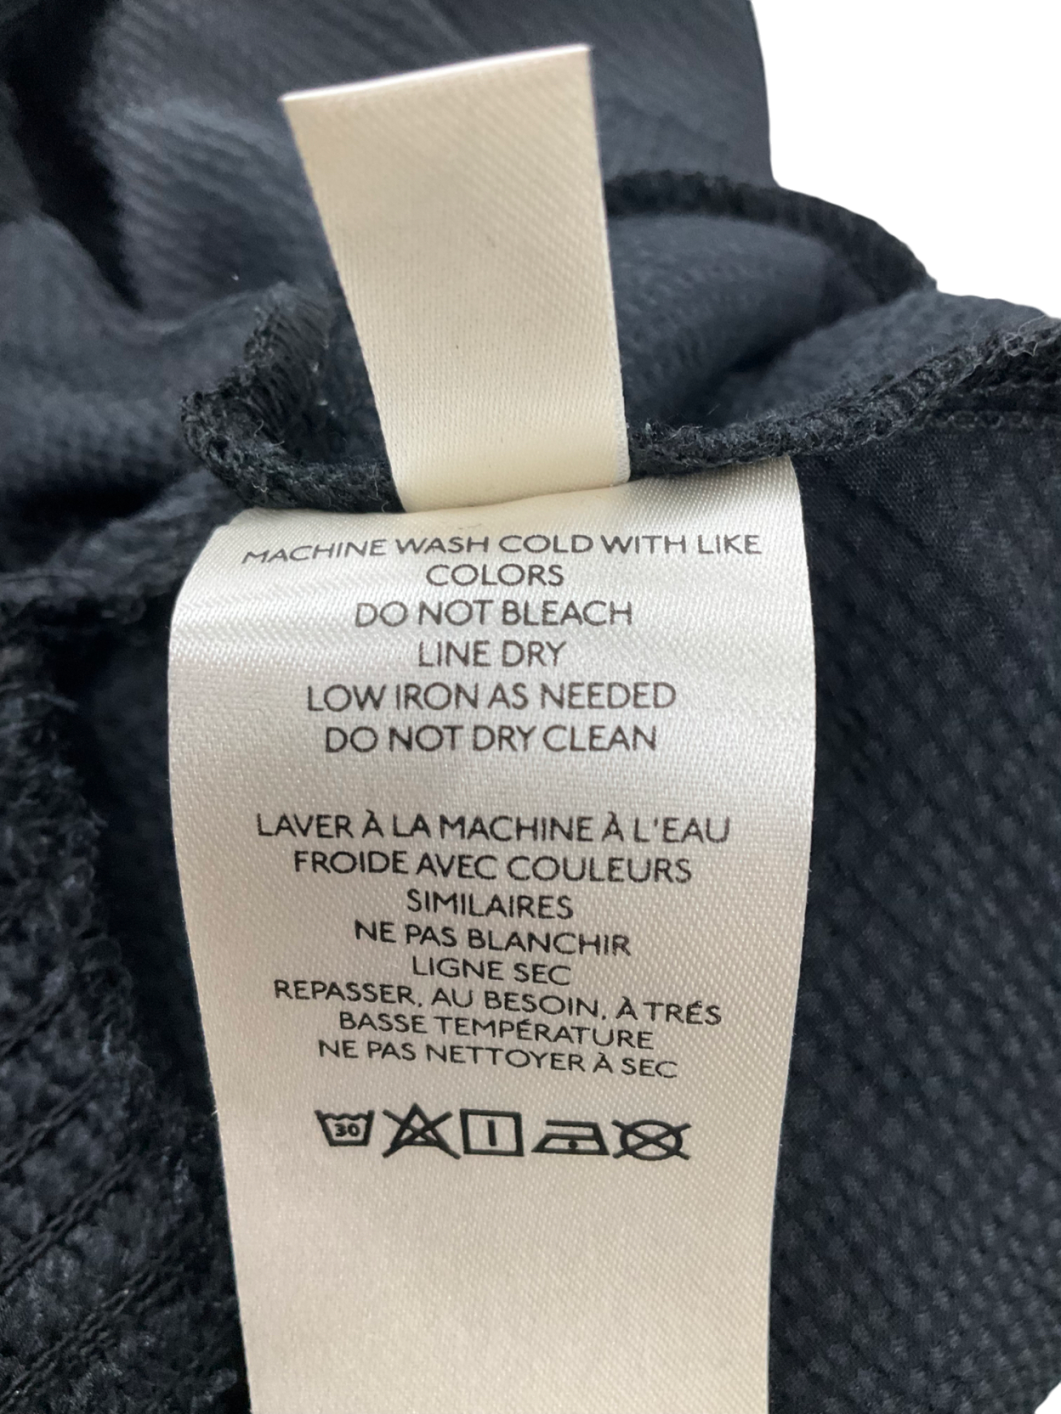 MACHINE WASH COLD WITH LIKE
COLORS
DO NOT BLEACH
LINE DRY
LOW IRON AS NEEDED
DO NOT DRY CLEAN
LAVER À LA MACHINE À L'EAU
FROIDE AVEC COULEURS
SIMILAIRES
NE PAS BLANCHIR
LIGNE SEC
REPASSER, AU BESOIN, À TRÉS
BASSE TEMPÉRATURE
NE PAS NETTOYER À SEC
30